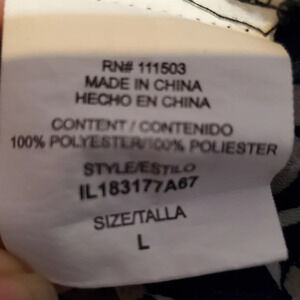 RN# 111503
MADE IN CHINA
HECHO EN CHINA
CONTENT / CONTENIDO
100% POLYESTER/100% POLIESTER
STYLE/ESTILO
IL183177A67
SIZE/TALLA
L